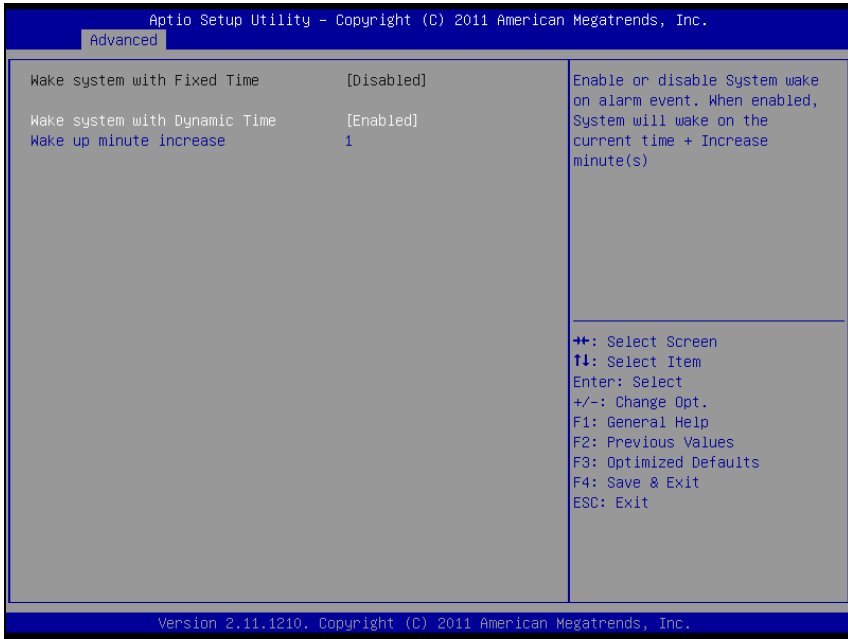 Aptio Setup Utility – Copyright (C) 2011 American Megatrends, Inc.
Advanced
Wake system with Fixed Time [Disabled]
Wake system with Dynamic Time [Enabled]
Wake up minute increase 1
Enable or disable System wake
on alarm event. When enabled,
System will wake on the
current time + Increase
minute(s)
→←: Select Screen
↑↓: Select Item
Enter: Select
+/-: Change Opt.
F1: General Help
F2: Previous Values
F3: Optimized Defaults
F4: Save & Exit
ESC: Exit
Version 2.11.1210. Copyright (C) 2011 American Megatrends, Inc.